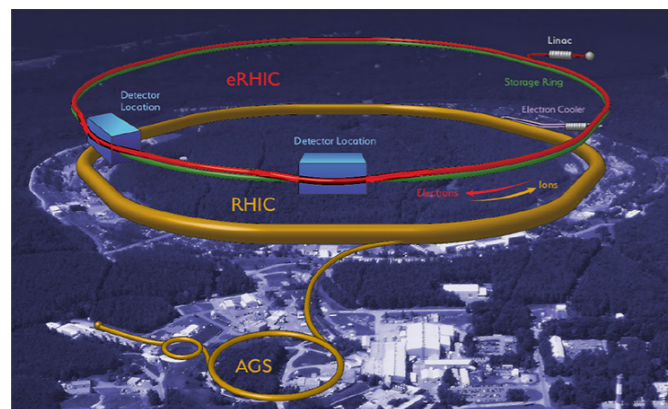 Linac
eRHIC
Storage Ring
Detector
Location
Electron Cooler
Detector Location
Electrons
Ions
RHIC
AGS